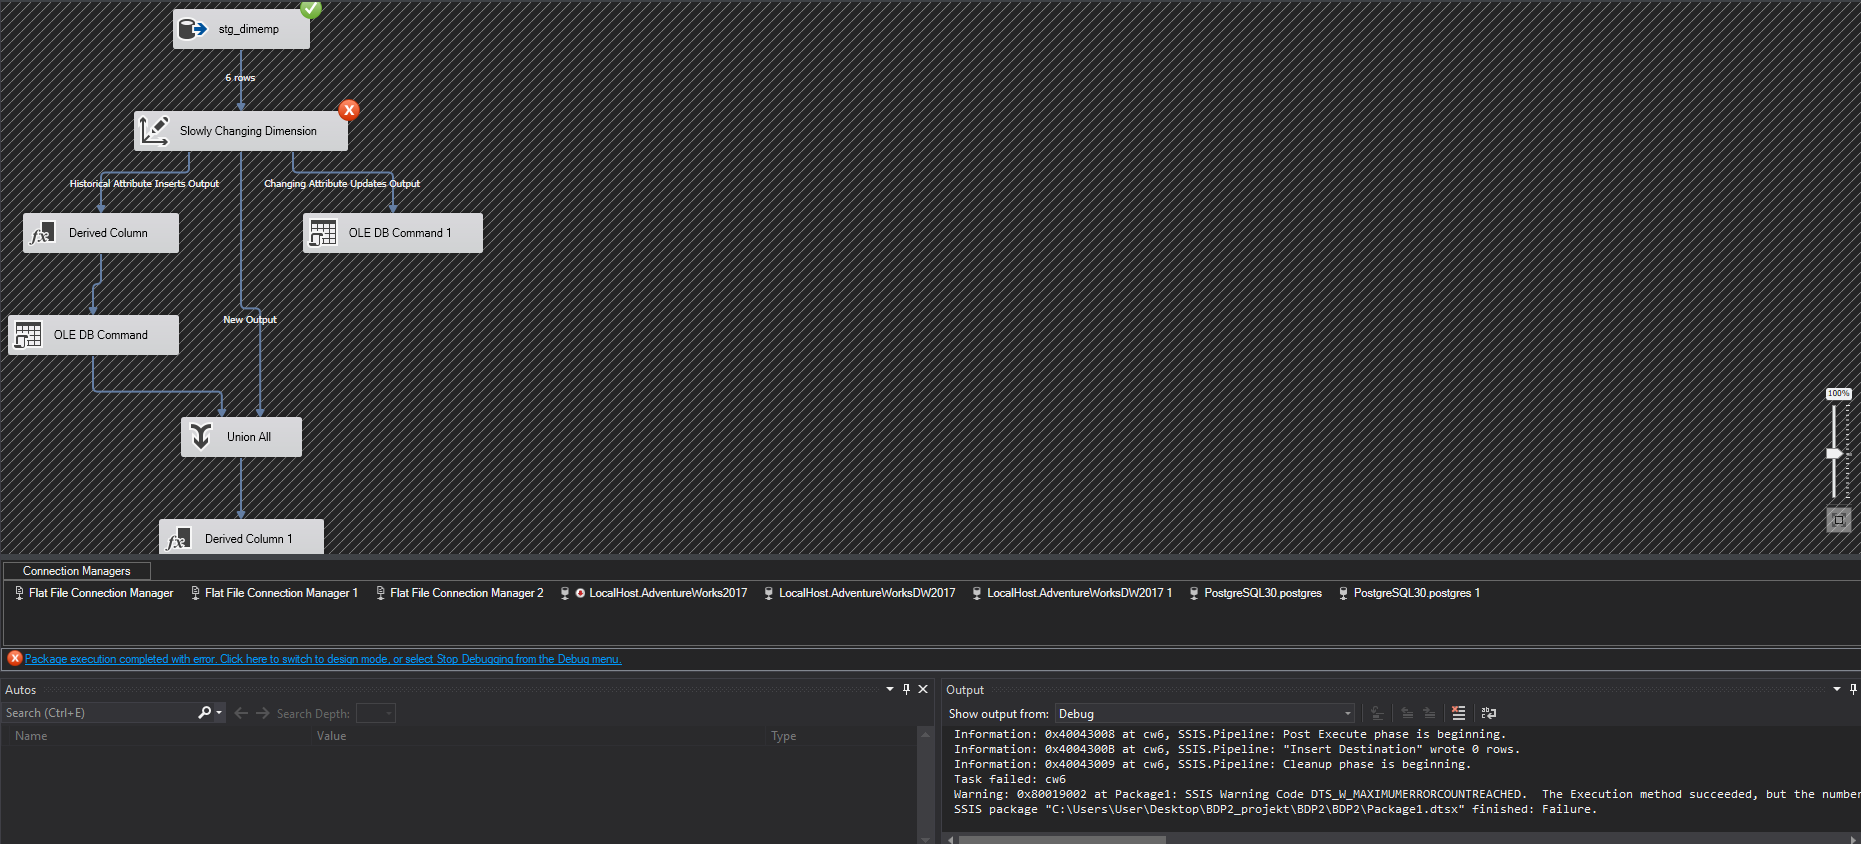 stg_dimemp
6 rows
Slowly Changing Dimension
Historical Attribute Inserts Output
Changing Attribute Updates Output
Derived Column
OLE DB Command 1
New Output
OLE DB Command
100%
Union All
Derived Column 1
Connection Managers
Flat File Connection Manager Flat File Connection Manager 1 Flat File Connection Manager 2 LocalHost.AdventureWorks2017 LocalHost.AdventureWorksDW2017 LocalHost.AdventureWorksDW2017 1 PostgreSQL30.postgres PostgreSQL30.postgres 1
Package execution completed with error. Click here to switch to design mode, or select Stop Debugging from the Debug menu.
Autos
Search (Ctrl+E) Search Depth:
Name Value Type
Output
Show output from: Debug
Information: 0x40043008 at cw6, SSIS.Pipeline: Post Execute phase is beginning.
Information: 0x4004300B at cw6, SSIS.Pipeline: "Insert Destination" wrote 0 rows.
Information: 0x40043009 at cw6, SSIS.Pipeline: Cleanup phase is beginning.
Task failed: cw6
Warning: 0x80019002 at Package1: SSIS Warning Code DTS_W_MAXIMUMERRORCOUNTREACHED.  The Execution method succeeded, but the number
SSIS package "C:\Users\User\Desktop\BDP2_projekt\BDP2\BDP2\Package1.dtsx" finished: Failure.